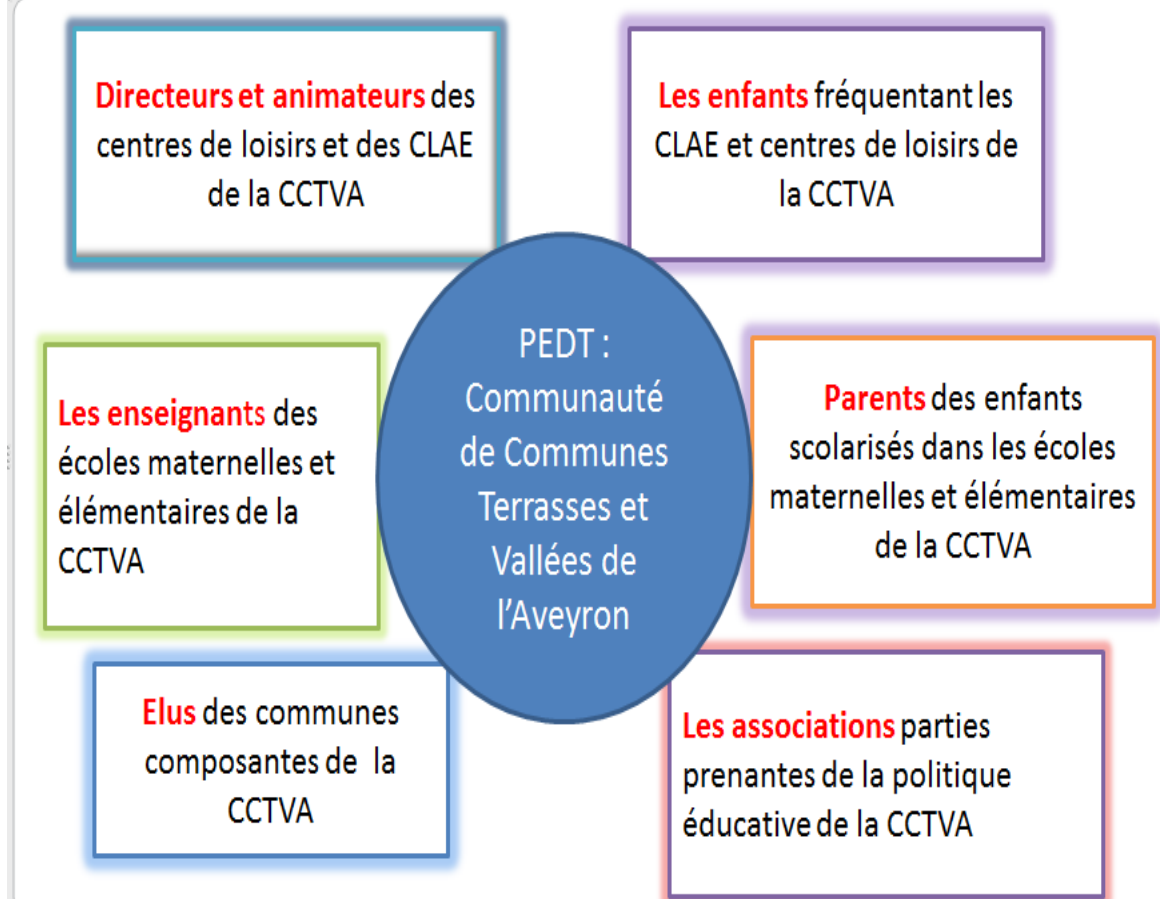 Directeurs et animateurs des
centres de loisirs et des CLAE
de la CCTVA
Les enfants fréquentant les
CLAE et centres de loisirs de
la CCTVA
PEDT :
Communauté
de Communes
Terrasses et
Vallées de
l'Aveyron
Les enseignants des
écoles maternelles et
élémentaires de la
CCTVA
Parents des enfants
scolarisés dans les écoles
maternelles et élémentaires
de la CCTVA
Elus des communes
composantes de la
CCTVA
Les associations parties
prenantes de la politique
éducative de la CCTVA